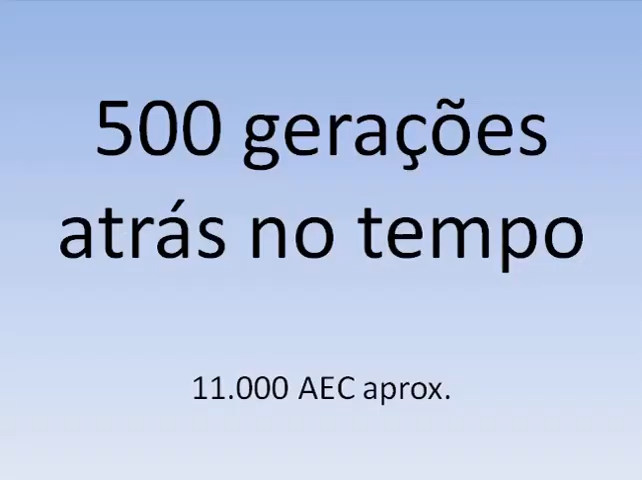 500 gerações
atrás no tempo
11.000 AEC aprox.